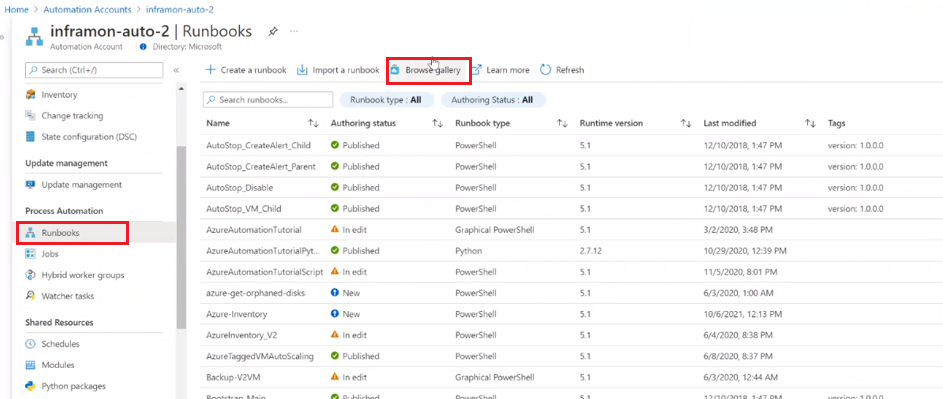 Home > Automation Accounts > inframon-auto-2
inframon-auto-2 | Runbooks
Automation Account Directory: Microsoft
Search (Ctrl+/) «
Inventory
Change tracking
State configuration (DSC)
Update management
Update management
Process Automation
Runbooks
Jobs
Hybrid worker groups
Watcher tasks
Shared Resources
Schedules
Modules
Python packages
Create a runbook Import a runbook Browse gallery Learn more Refresh
Search runbooks... Runbook type : All Authoring Status : All
Name Authoring status Runbook type Runtime version Last modified Tags
AutoStop_CreateAlert_Child Published PowerShell 5.1 12/10/2018, 1:47 PM version: 1.0.0.0
AutoStop_CreateAlert_Parent Published PowerShell 5.1 12/10/2018, 1:47 PM version: 1.0.0.0
AutoStop_Disable Published PowerShell 5.1 12/10/2018, 1:47 PM version: 1.0.0.0
AutoStop_VM_Child Published PowerShell 5.1 12/10/2018, 1:47 PM version: 1.0.0.0
AzureAutomationTutorial In edit Graphical PowerShell 5.1 3/2/2020, 3:48 PM
AzureAutomationTutorialPyt... Published Python 2.7.12 10/29/2020, 12:39 PM
AzureAutomationTutorialScript In edit PowerShell 5.1 11/5/2020, 8:01 PM
azure-get-orphaned-disks New PowerShell 5.1 6/3/2020, 1:00 AM
Azure-Inventory New PowerShell 5.1 10/6/2021, 12:13 PM
AzureInventory_V2 In edit PowerShell 5.1 6/4/2020, 8:38 PM
AzureTaggedVMAutoScaling Published PowerShell 5.1 6/8/2020, 8:37 PM
Backup-V2VM In edit Graphical PowerShell 5.1 6/3/2020, 12:44 AM
Bootstrap_Main Published PowerShell 5.1 12/10/2018, 1:47 PM version: 1.0.0.0